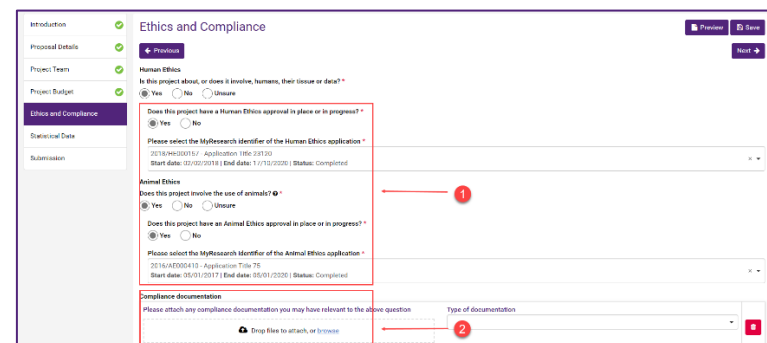 Introduction
Proposal Details
Project Team
Project Budget
Ethics and Compliance
Statistical Data
Submission
Ethics and Compliance
Preview
Save
Previous
Next
Human Ethics
Is this project about, or does it involve, humans, their tissue or data? *
Yes No Unsure
Does this project have a Human Ethics approval in place or in progress? *
Yes No
Please select the MyResearch identifier of the Human Ethics application *
2018/HE000157 - Application Title 23120
Start date: 02/02/2018 | End date: 17/10/2020 | Status: Completed
Animal Ethics
Does this project involve the use of animals? *
Yes No Unsure
Does this project have an Animal Ethics approval in place or in progress? *
Yes No
Please select the MyResearch Identifier of the Animal Ethics application *
2016/AE000410 - Application Title 75
Start date: 05/01/2017 | End date: 05/01/2020 | Status: Completed
1
Compliance documentation
Please attach any compliance documentation you may have relevant to the above question
Type of documentation
Drop files to attach, or browse
2